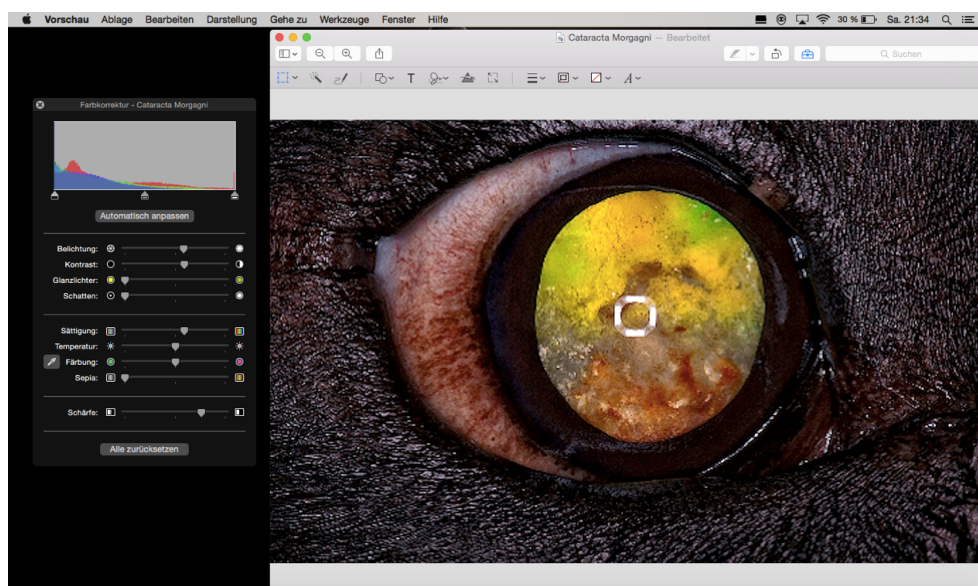 Vorschau Ablage Bearbeiten Darstellung Gehe zu Werkzeuge Fenster Hilfe 30 % Sa. 21:34
Cataracta Morgagni — Bearbeitet
Suchen
T A
Farbkorrektur - Cataracta Morgagni
Automatisch anpassen
Belichtung:
Kontrast:
Glanzlichter:
Schatten:
Sättigung:
Temperatur:
Färbung:
Sepia:
Schärfe:
Alle zurücksetzen